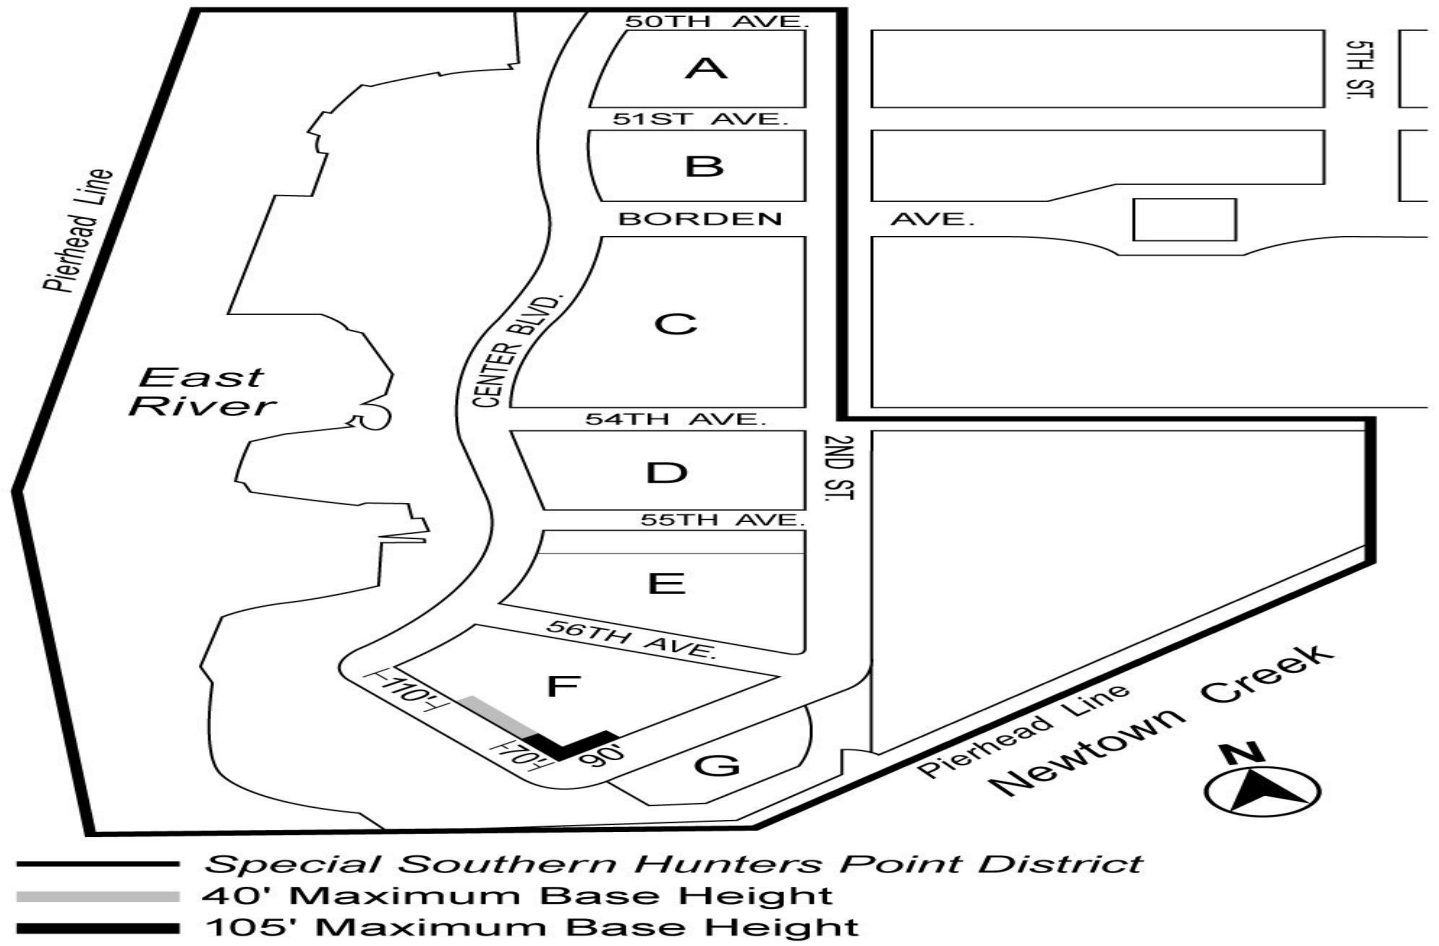 50TH AVE.
A
5TH ST.
51ST AVE.
B
Pierhead Line
BORDEN AVE.
CENTER BLVD.
C
East
River
54TH AVE.
2ND ST.
D
55TH AVE.
E
56TH AVE.
F
110'
70'
90'
G
Pierhead Line
Newtown Creek
N
Special Southern Hunters Point District
40' Maximum Base Height
105' Maximum Base Height